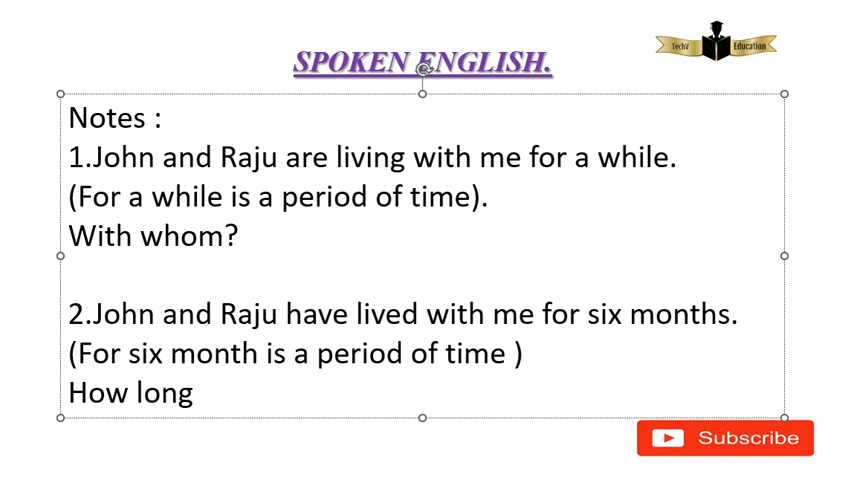 TechV Education
SPOKEN ENGLISH.
Notes :
1.John and Raju are living with me for a while.
(For a while is a period of time).
With whom?
2.John and Raju have lived with me for six months.
(For six month is a period of time )
How long
Subscribe